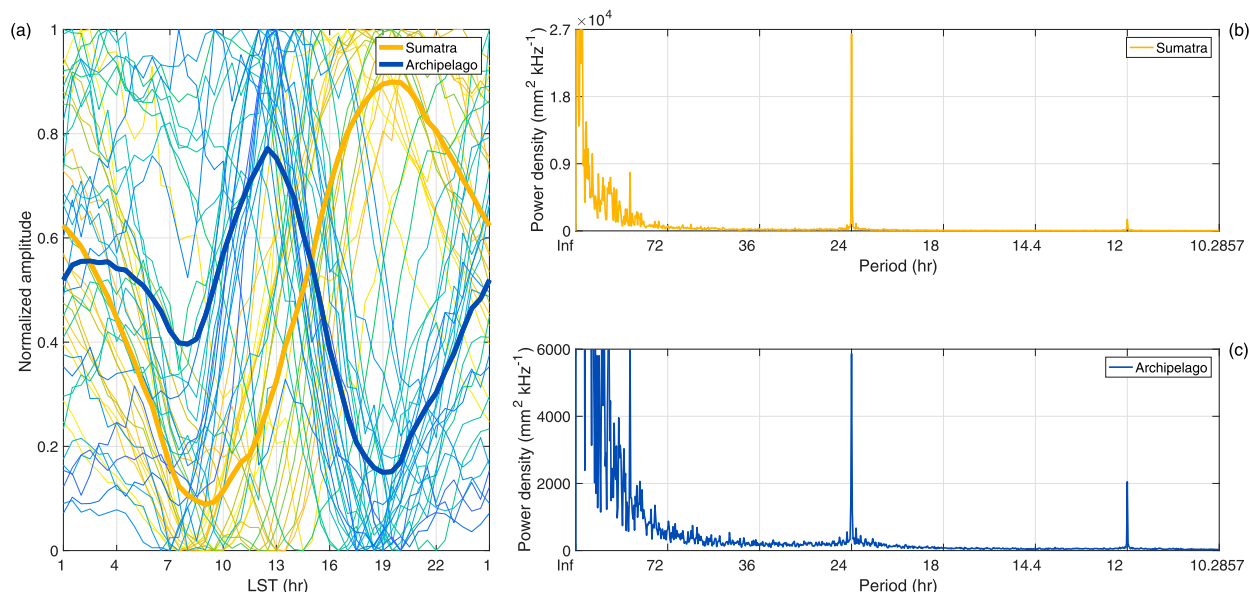 (a)
Normalized amplitude
1
0.8
0.6
0.4
0.2
0
1 4 7 10 13 16 19 22 1
LST (hr)
Sumatra
Archipelago
(b)
×10⁴
Power density (mm² kHz⁻¹)
2.7
1.8
0.9
0
Inf 72 36 24 18 14.4 12 10.2857
Period (hr)
Sumatra
(c)
Power density (mm² kHz⁻¹)
6000
4000
2000
0
Inf 72 36 24 18 14.4 12 10.2857
Period (hr)
Archipelago